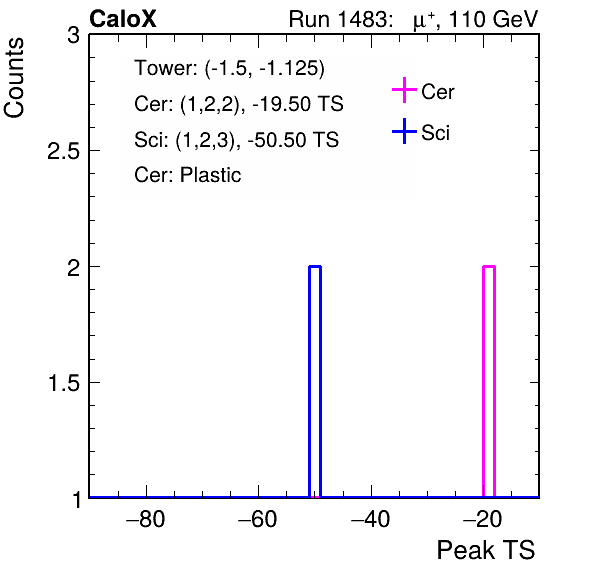 CaloX Run 1483: μ+, 110 GeV
Counts
Tower: (-1.5, -1.125)
Cer: (1,2,2), -19.50 TS
Sci: (1,2,3), -50.50 TS
Cer: Plastic
Cer
Sci
3
2.5
2
1.5
1
−80 −60 −40 −20
Peak TS